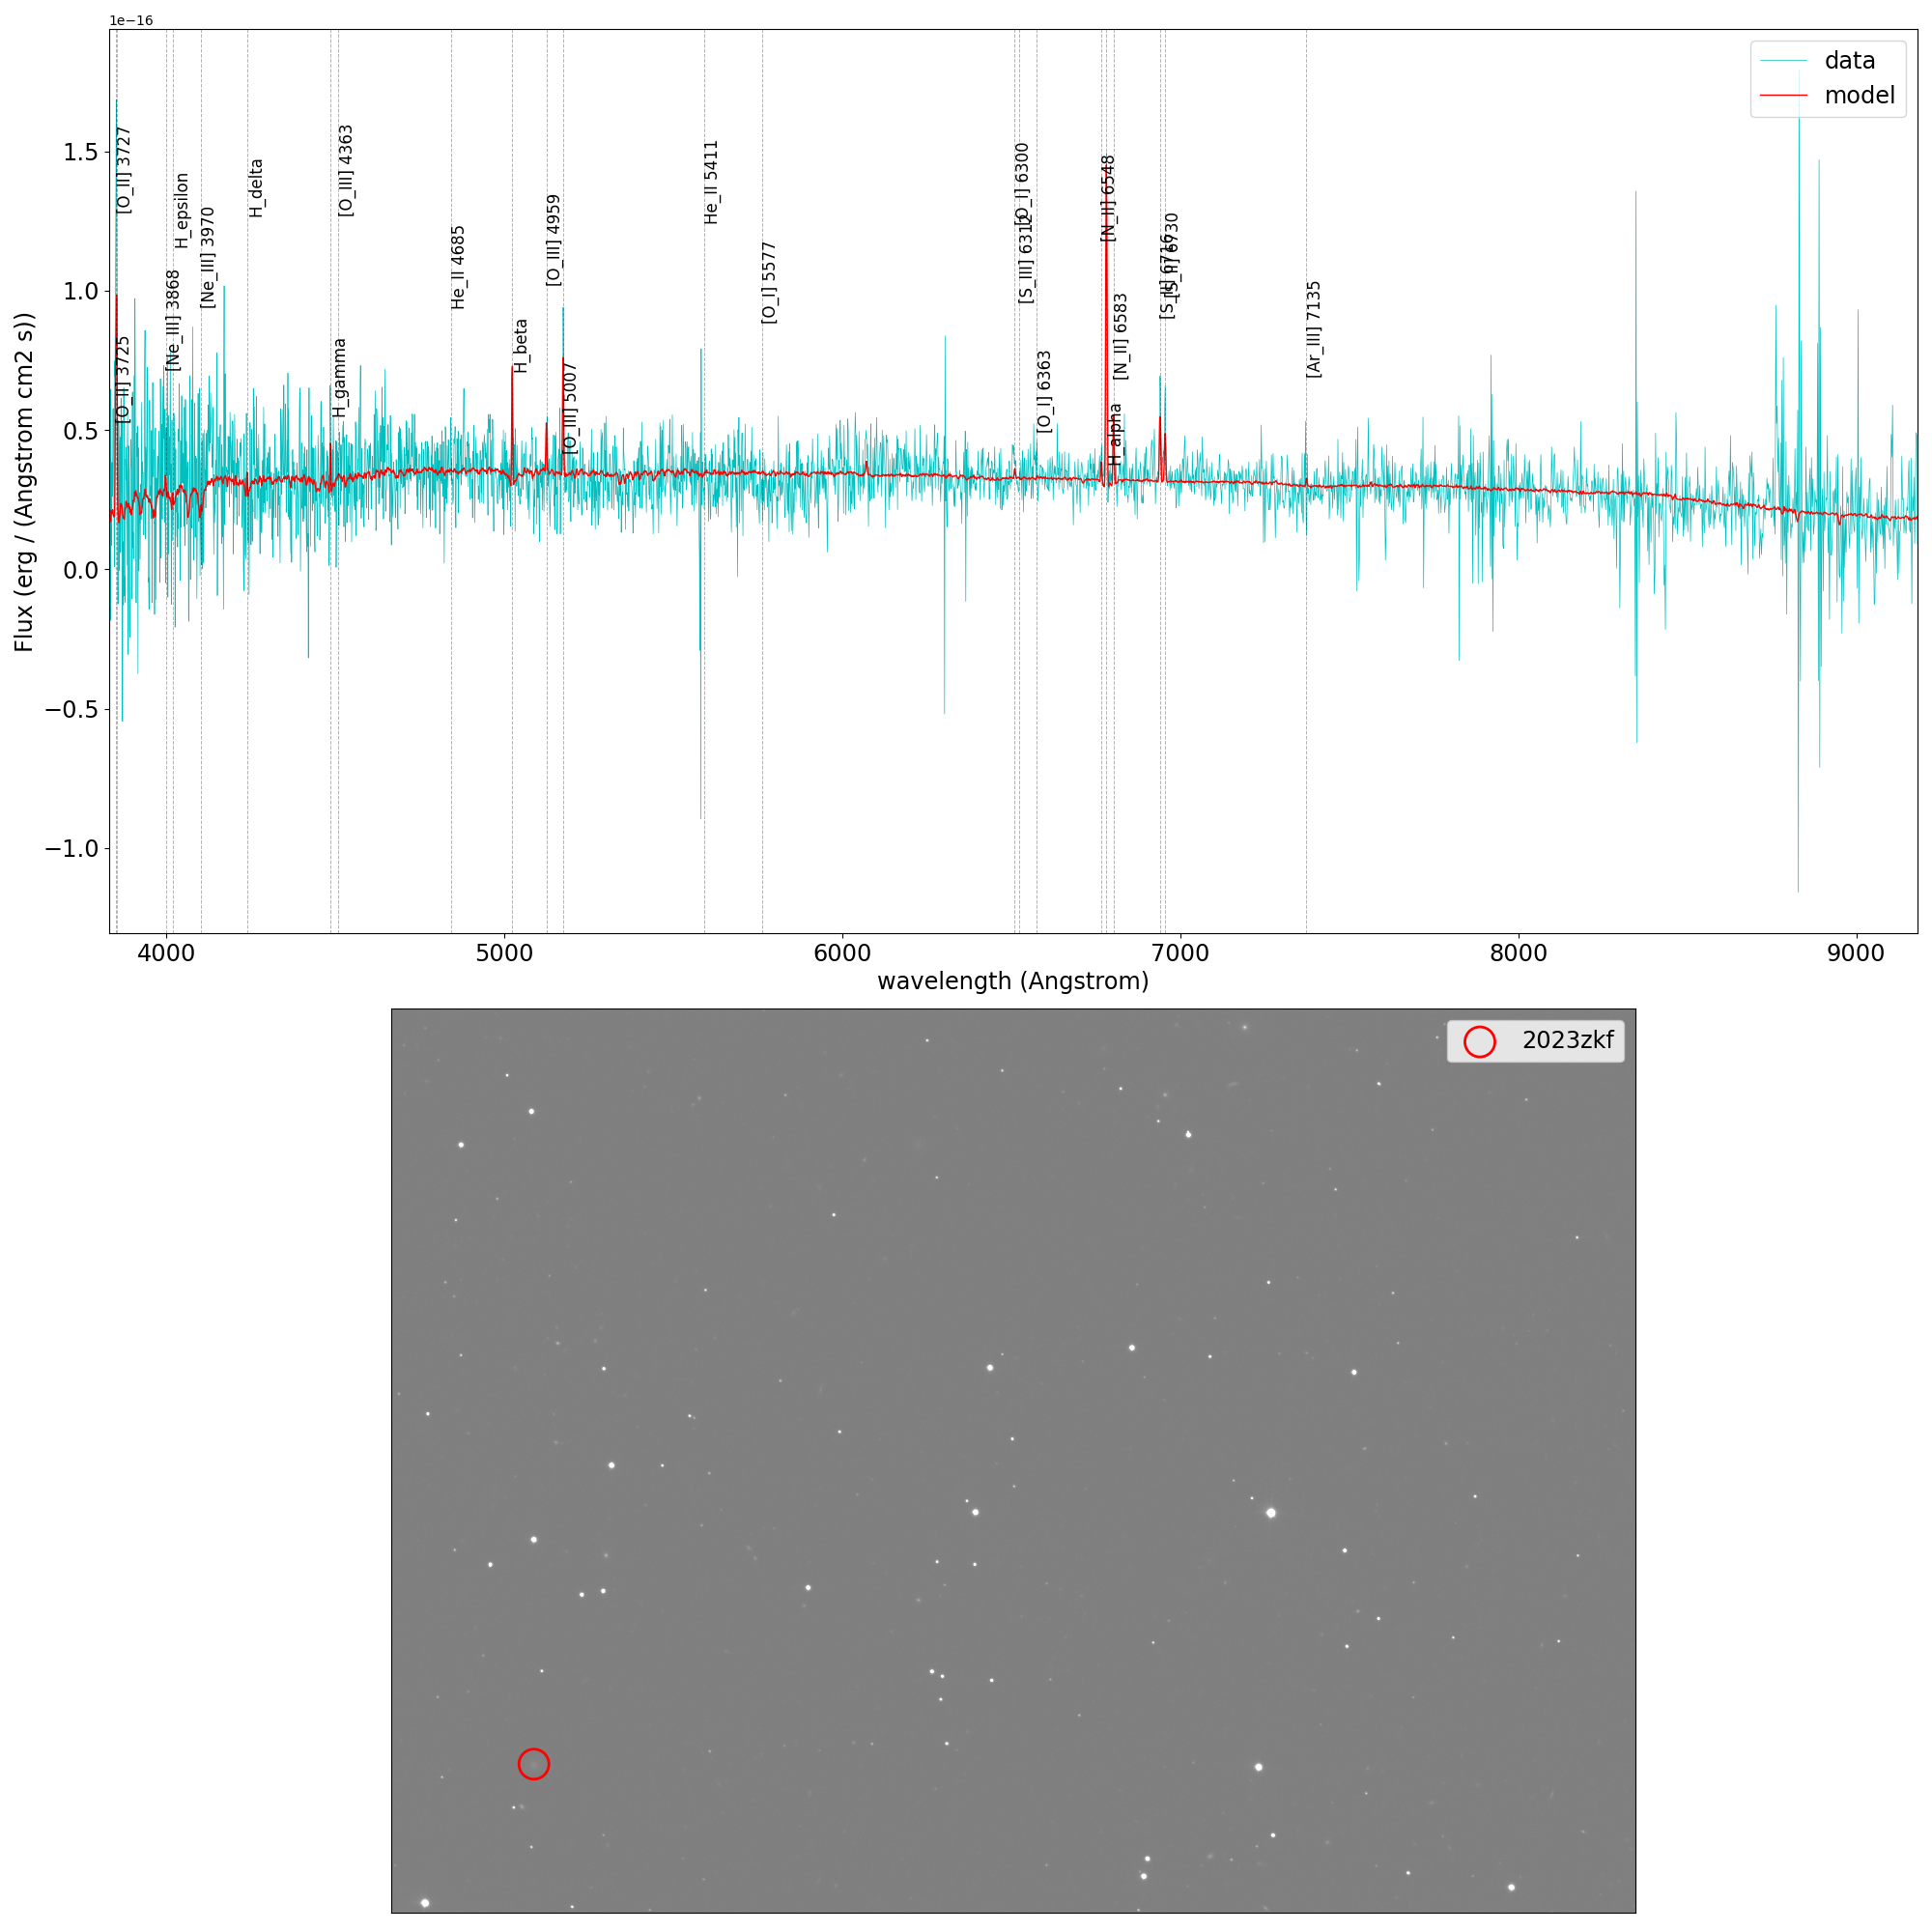 1e−16
data
model
[O_II] 3727
[O_II] 3725
[Ne_III] 3868
H_epsilon
[Ne_III] 3970
H_delta
H_gamma
[O_III] 4363
He_II 4685
H_beta
[O_III] 4959
[O_III] 5007
He_II 5411
[O_I] 5577
[O_I] 6300
[S_III] 6312
[O_I] 6363
[N_II] 6548
H_alpha
[N_II] 6583
[S_II] 6716
[S_II] 6730
[Ar_III] 7135
1.5
1.0
0.5
0.0
−0.5
−1.0
Flux (erg / (Angstrom cm2 s))
4000 5000 6000 7000 8000 9000
wavelength (Angstrom)
2023zkf